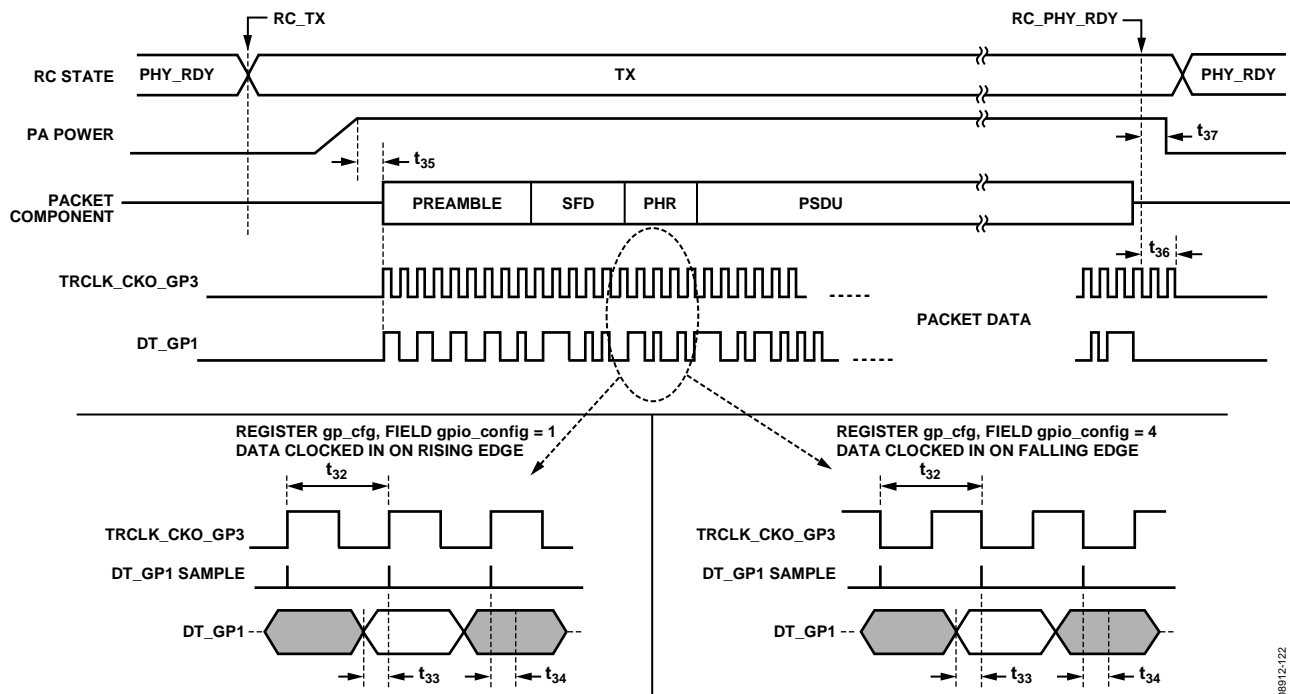 RC_TX
RC_PHY_RDY
RC STATE
PHY_RDY
TX
PHY_RDY
PA POWER
t37
t35
PACKET
COMPONENT
PREAMBLE
SFD
PHR
PSDU
t36
TRCLK_CKO_GP3
PACKET DATA
DT_GP1
REGISTER gp_cfg, FIELD gpio_config = 1
DATA CLOCKED IN ON RISING EDGE
t32
TRCLK_CKO_GP3
DT_GP1 SAMPLE
DT_GP1
t33
t34
REGISTER gp_cfg, FIELD gpio_config = 4
DATA CLOCKED IN ON FALLING EDGE
t32
TRCLK_CKO_GP3
DT_GP1 SAMPLE
DT_GP1
t33
t34
08912-122